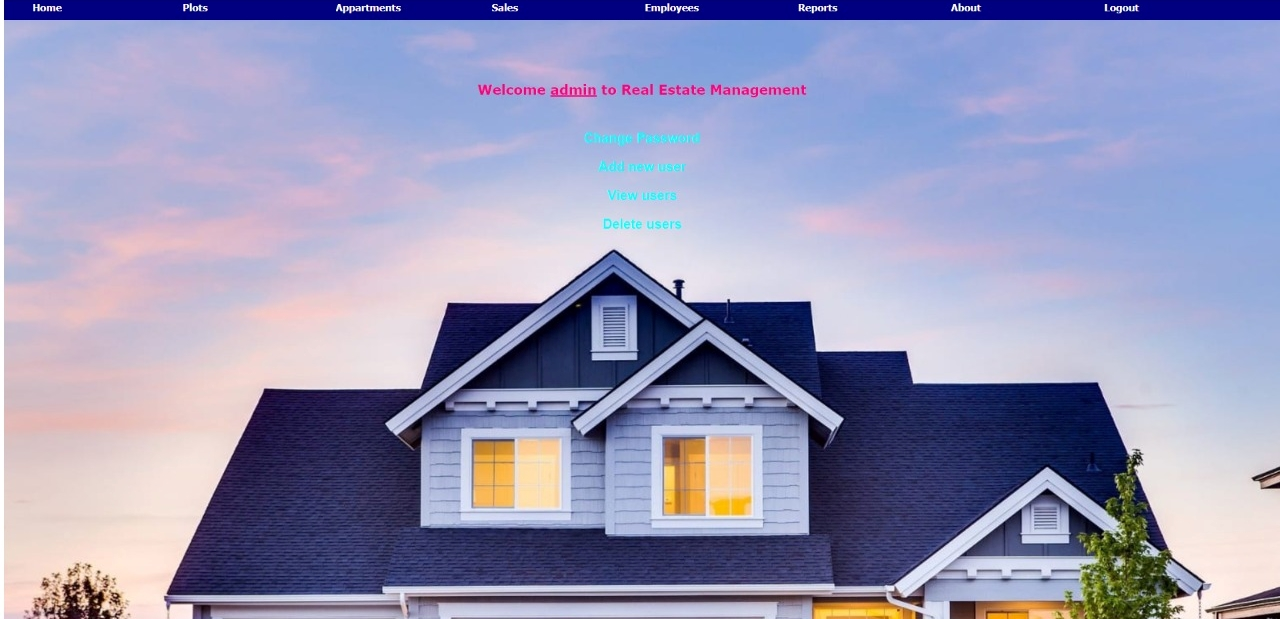 Home Plots Appartments Sales Employees Reports About Logout
Welcome admin to Real Estate Management
Change Password
Add new user
View users
Delete users